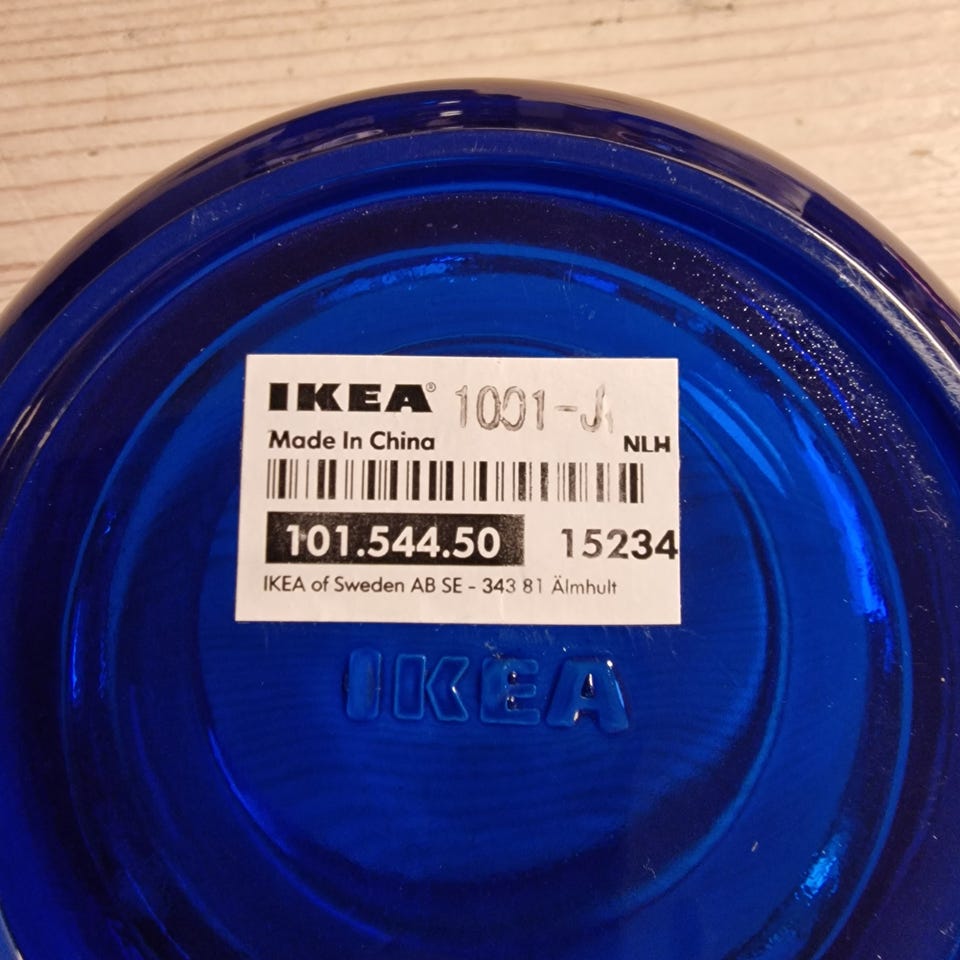 IKEA® 1001-J
Made In China NLH
101.544.50 15234
IKEA of Sweden AB SE - 343 81 Älmhult
IKEA